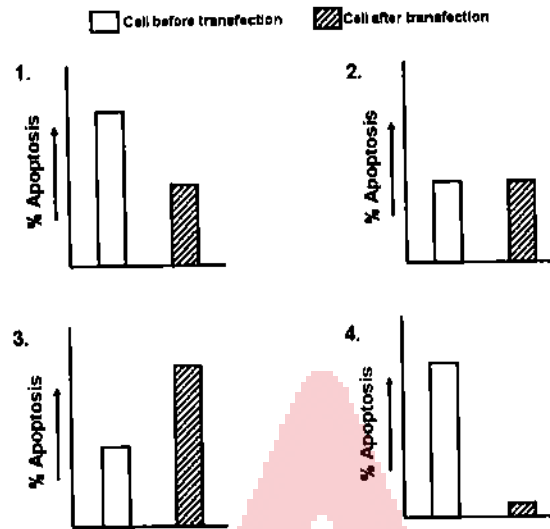 Cell before transfection
Cell after transfection
1.
% Apoptosis
2.
% Apoptosis
3.
% Apoptosis
4.
% Apoptosis